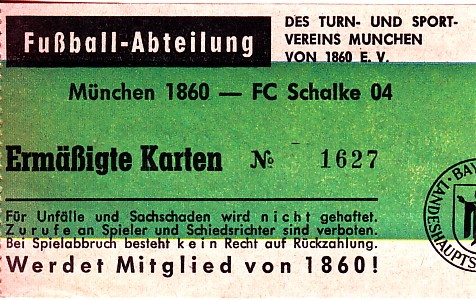 Fußball-Abteilung
DES TURN- UND SPORT-
VEREINS MUNCHEN
VON 1860 E. V.
München 1860 — FC Schalke 04
Ermäßigte Karten № 1627
Für Unfälle und Sachschaden wird nicht gehaftet.
Zurufe an Spieler und Schiedsrichter sind verboten.
Bei Spielabbruch besteht kein Recht auf Rückzahlung.
Werdet Mitglied von 1860!